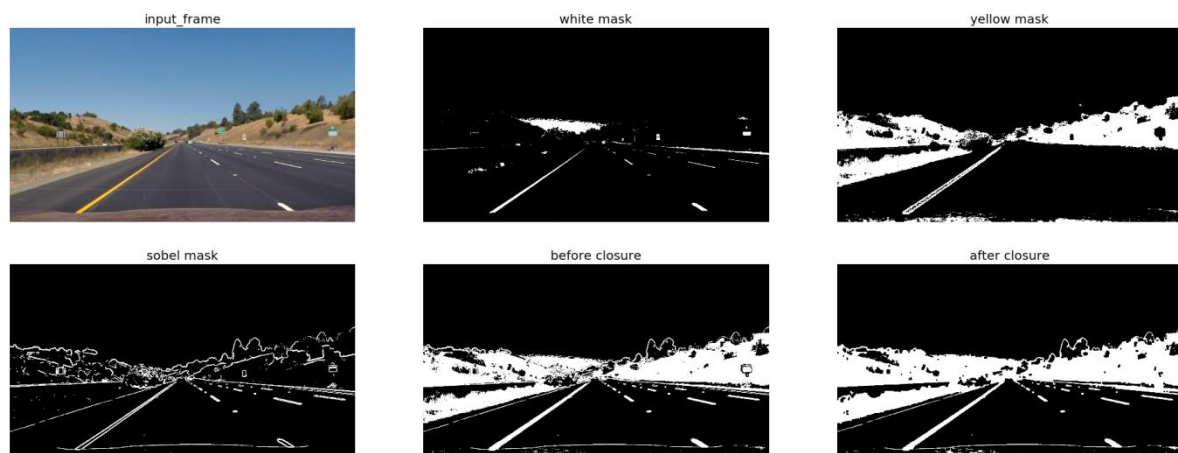 input_frame
white mask
yellow mask
sobel mask
before closure
after closure